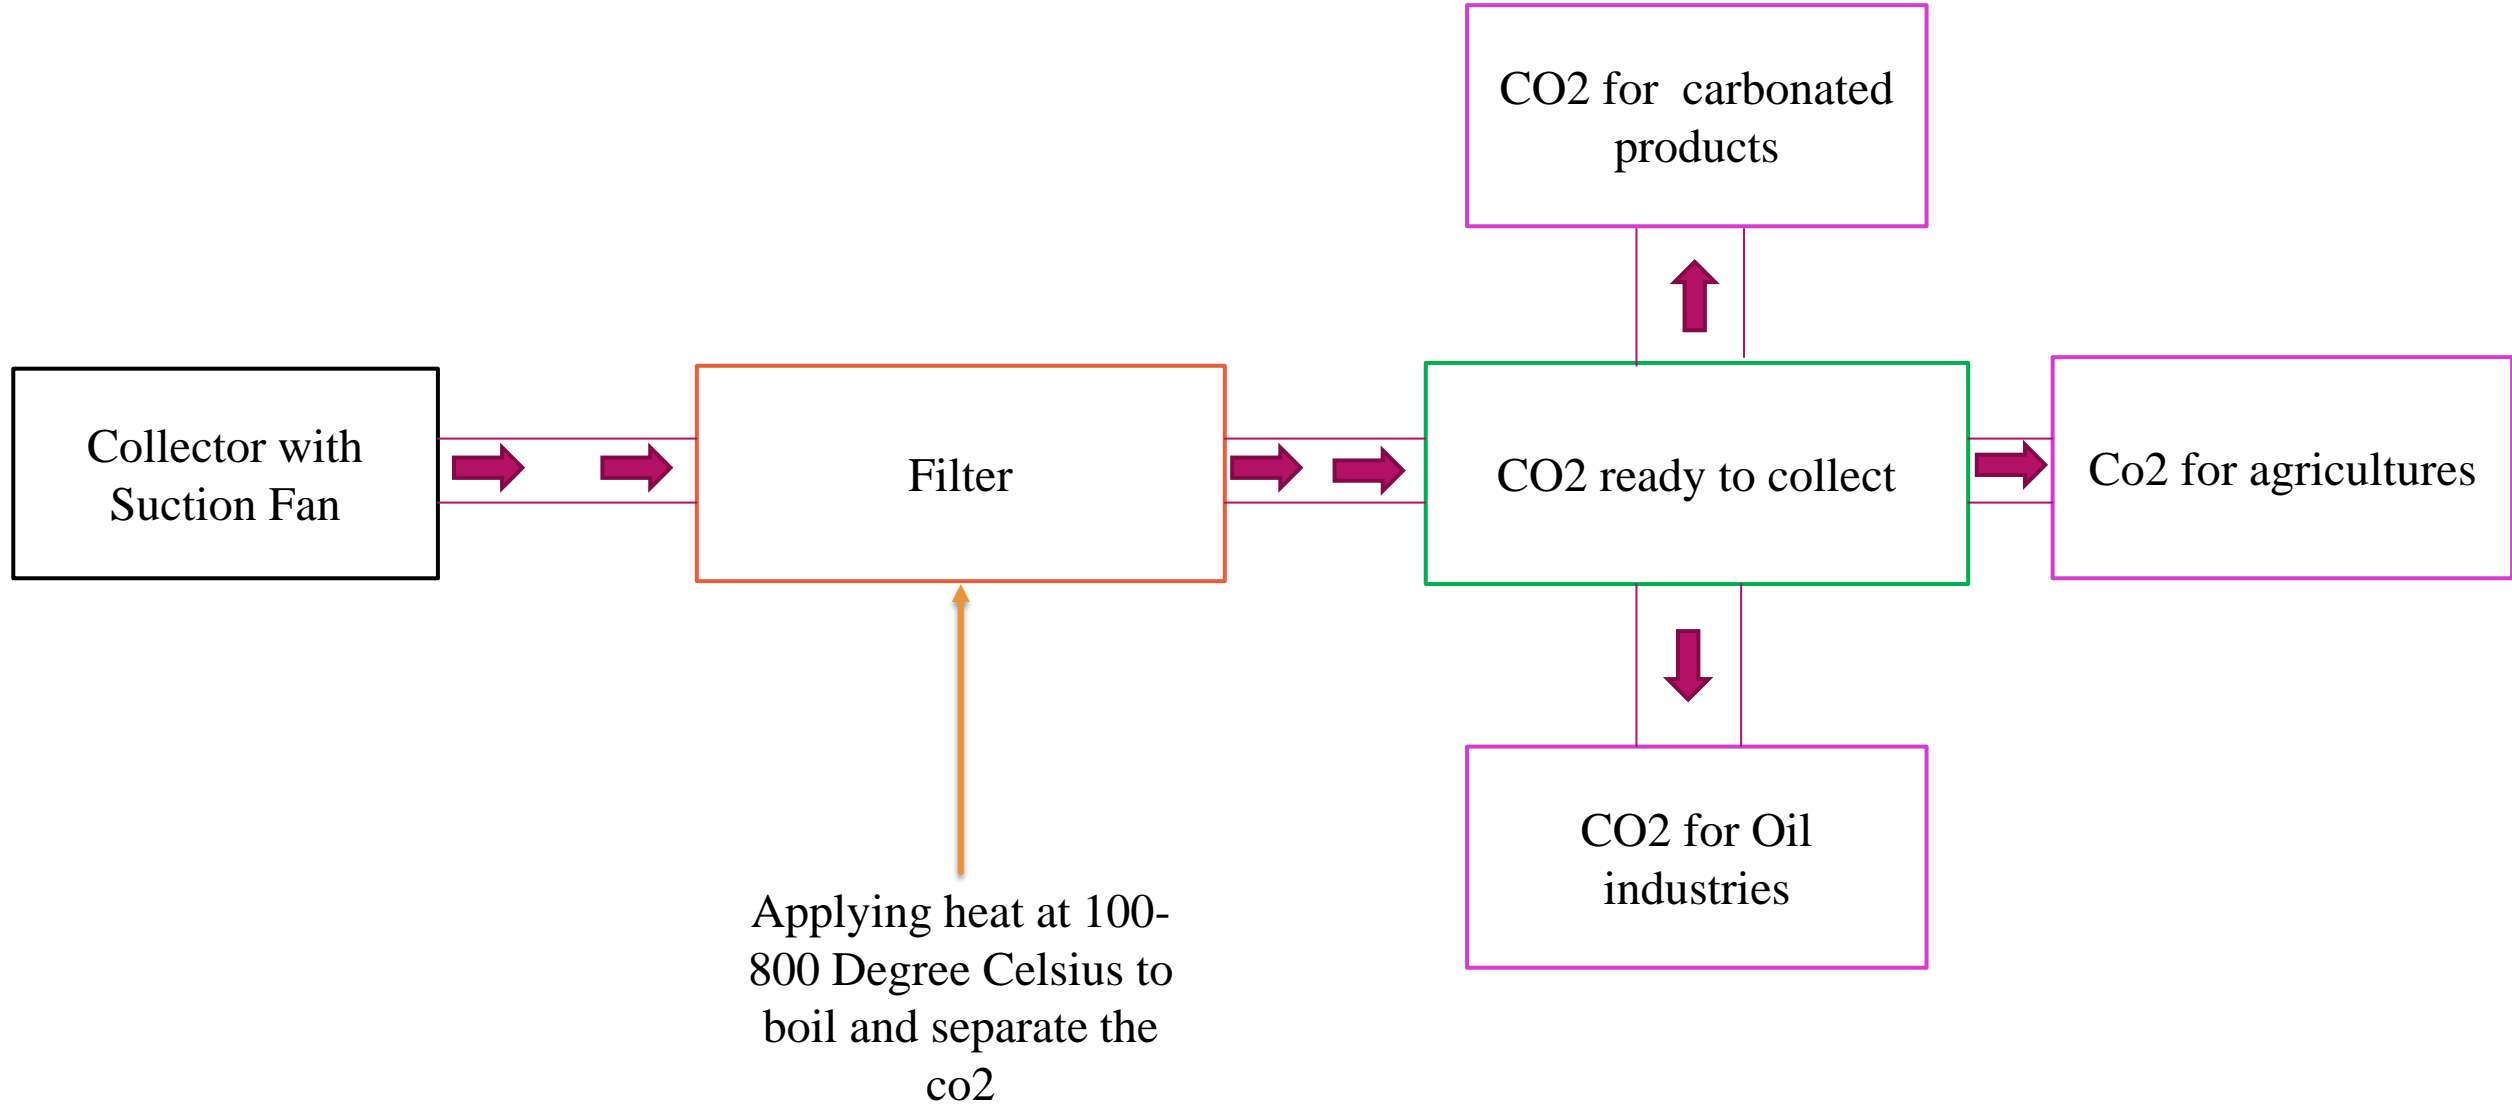 CO2 for  carbonated
products
Collector with
Suction Fan
Filter
CO2 ready to collect
Co2 for agricultures
CO2 for Oil
industries
Applying heat at 100-
800 Degree Celsius to
boil and separate the
co2